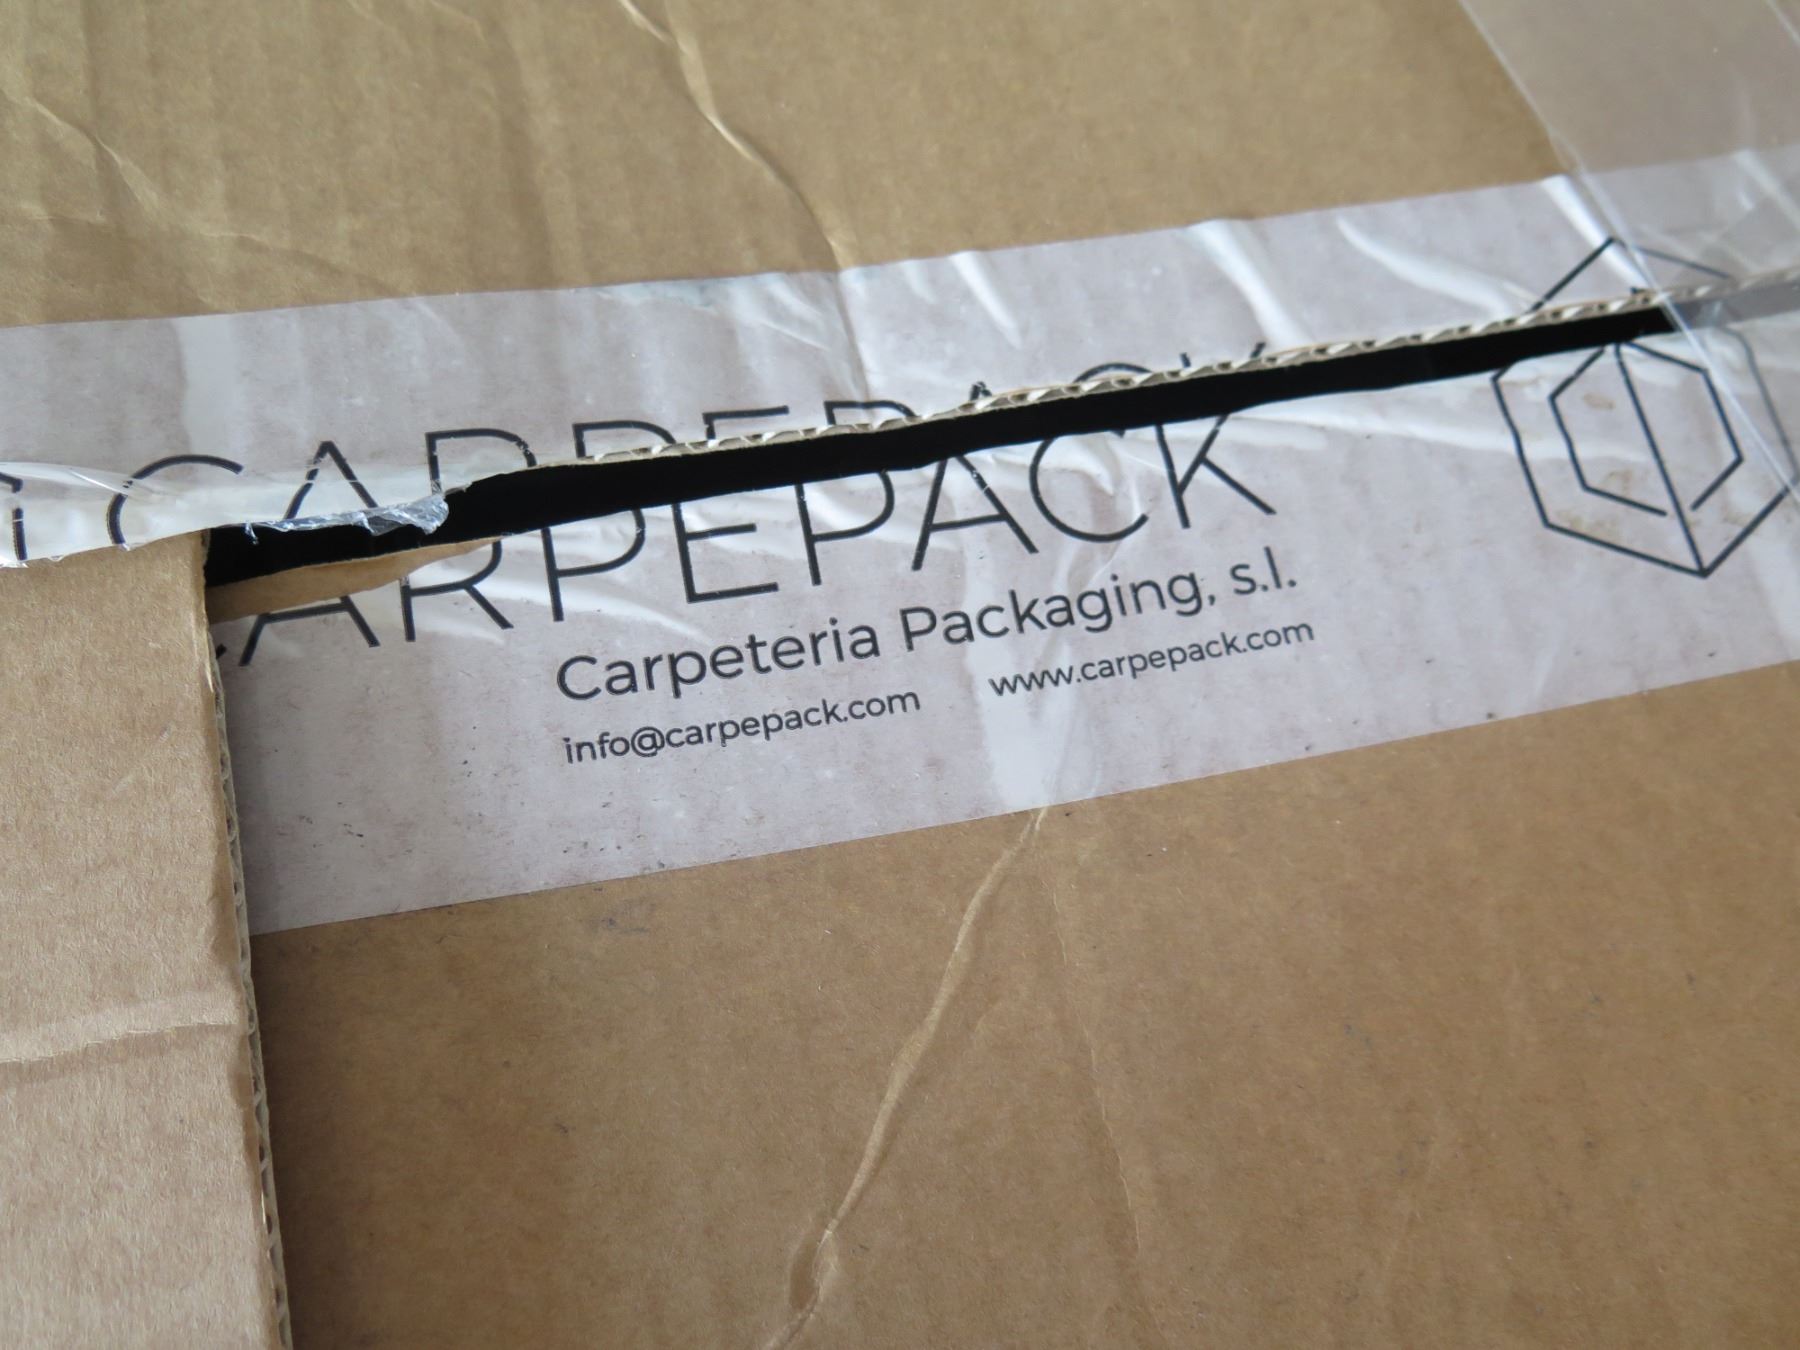 CARPEPACK
Carpeteria Packaging, s.l.
info@carpepack.com www.carpepack.com